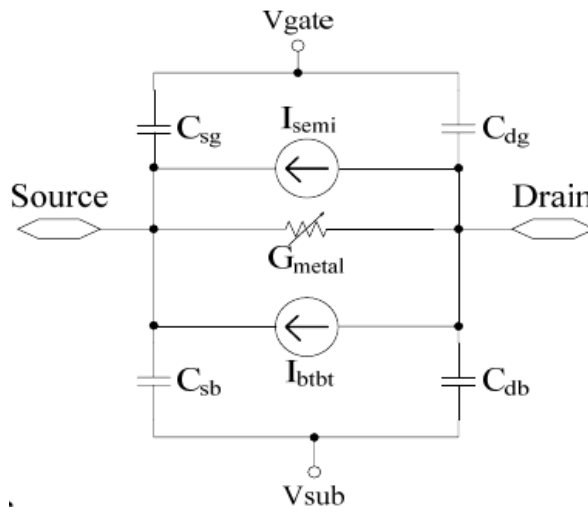 Vgate
Csg
Isemi
Cdg
Source
Drain
Gmetal
Csb
Ibtbt
Cdb
Vsub